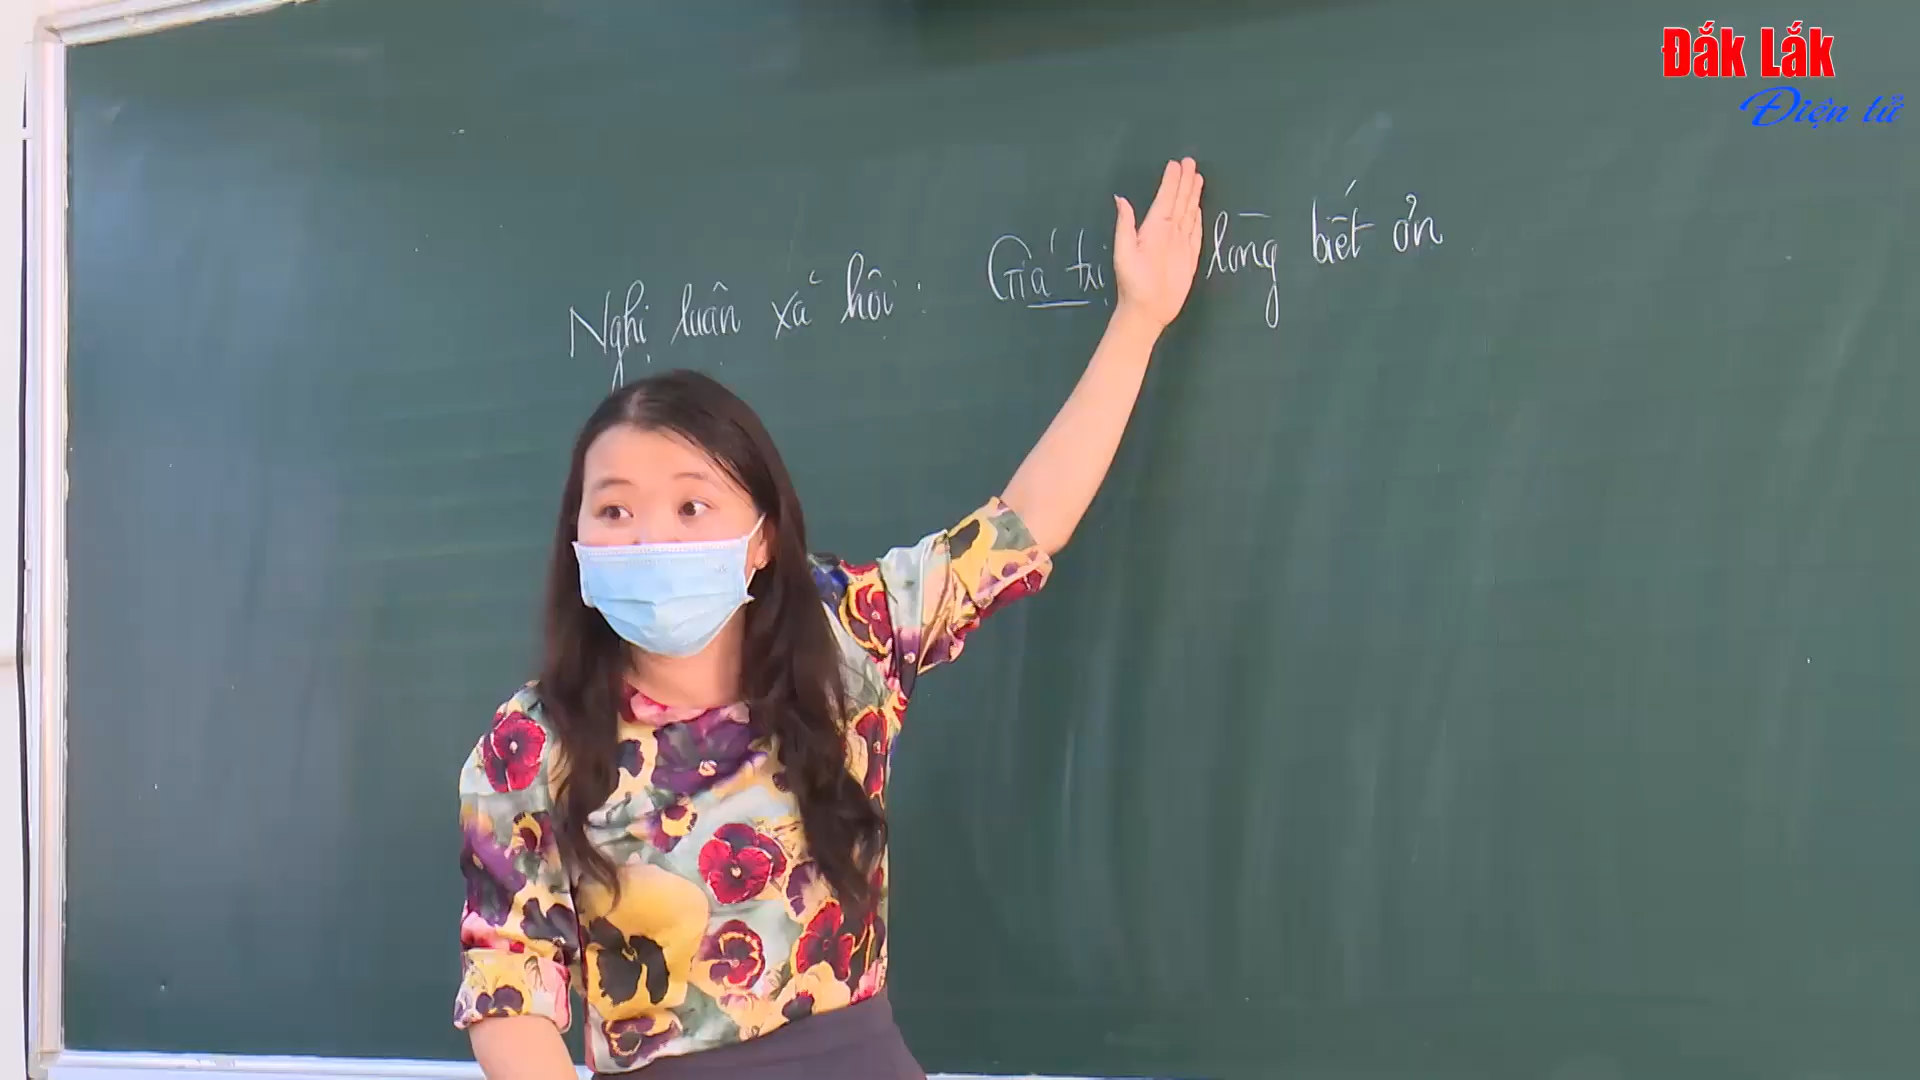 Đắk Lắk
Điện tử
Nghị luận xã hội : Giá trị lòng biết ơn